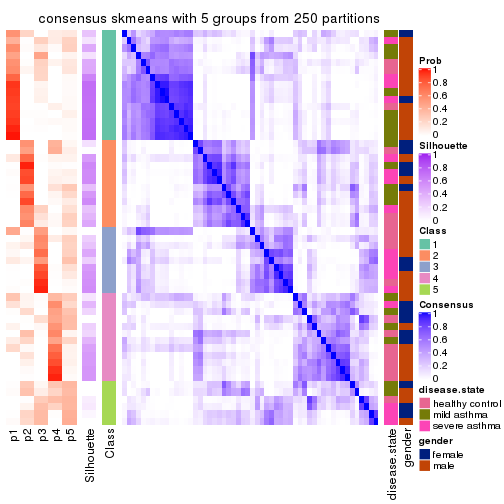 consensus skmeans with 5 groups from 250 partitions
Prob
1
0.8
0.6
0.4
0.2
0
Silhouette
1
0.8
0.6
0.4
0.2
0
Class
1
2
3
4
5
Consensus
1
0.8
0.6
0.4
0.2
0
disease.state
healthy control
mild asthma
severe asthma
gender
female
male
p1
p2
p3
p4
p5
Silhouette
Class
disease.state
gender